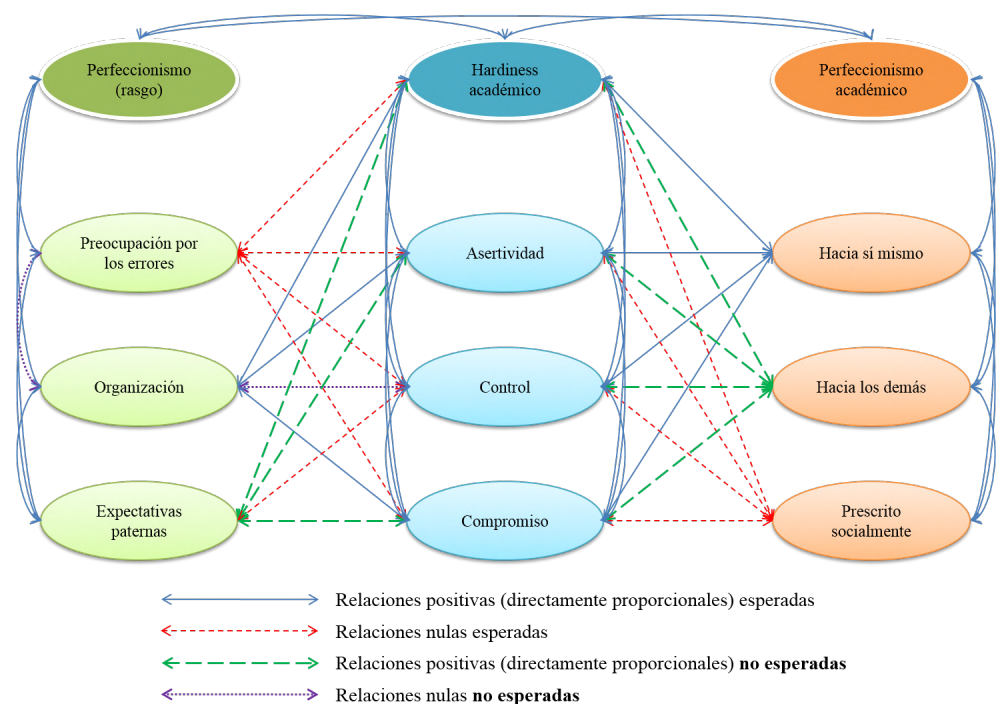 Perfeccionismo
(rasgo)
Hardiness
académico
Perfeccionismo
académico
Preocupación por
los errores
Asertividad
Hacia sí mismo
Organización
Control
Hacia los demás
Expectativas
paternas
Compromiso
Prescrito
socialmente
Relaciones positivas (directamente proporcionales) esperadas
Relaciones nulas esperadas
Relaciones positivas (directamente proporcionales) no esperadas
Relaciones nulas no esperadas